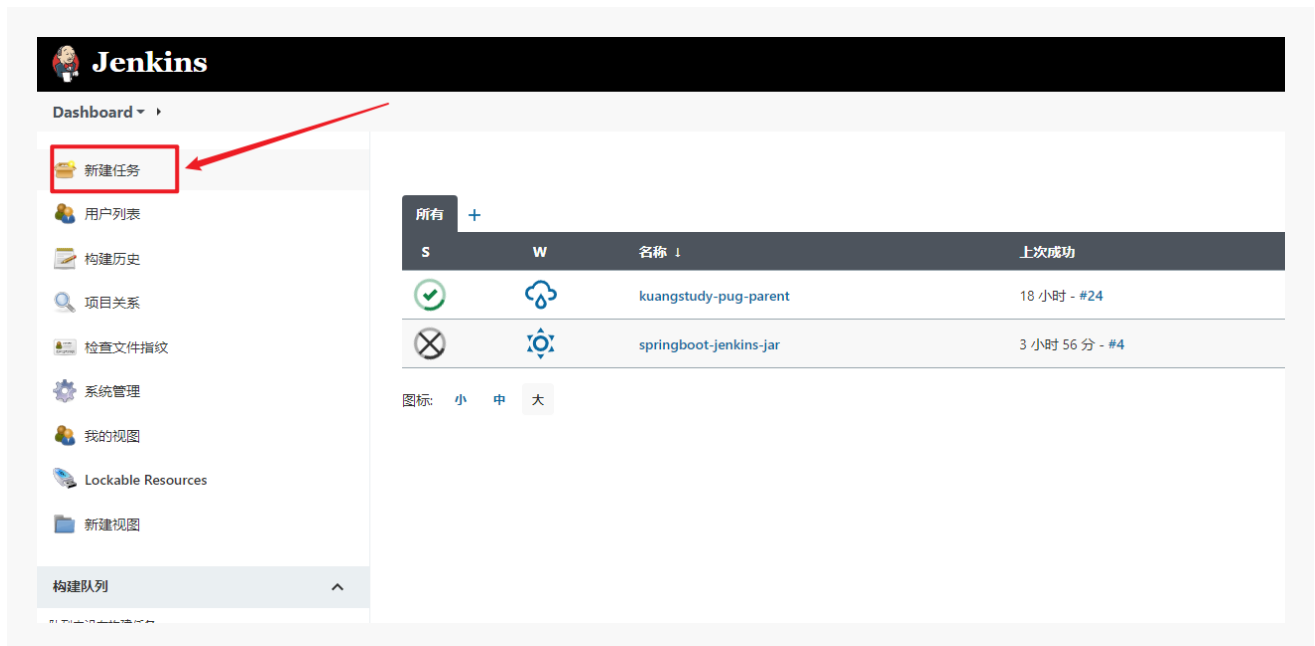 Jenkins
Dashboard
新建任务
用户列表
构建历史
项目关系
检查文件指纹
系统管理
我的视图
Lockable Resources
新建视图
构建队列
所有 +
S W 名称 ↓ 上次成功
kuangstudy-pug-parent 18 小时 - #24
springboot-jenkins-jar 3 小时 56 分 - #4
图标: 小 中 大